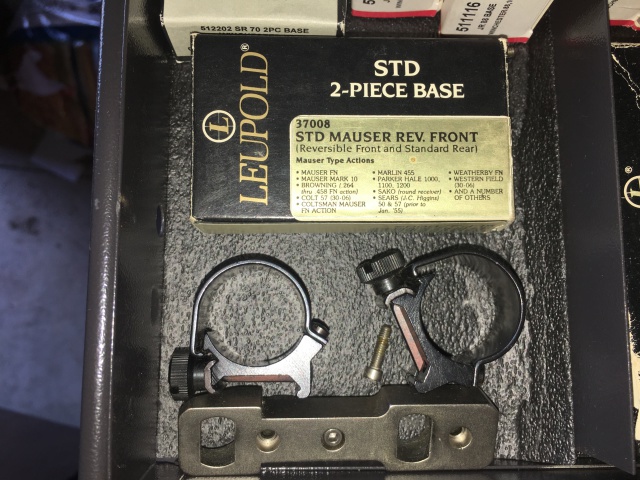 512202 SR 70 2PC BASE
511116
JR 88 BASE
LEUPOLD®
L
STD
2-PIECE BASE
37008
STD MAUSER REV. FRONT
(Reversible Front and Standard Rear)
Mauser Type Actions
• MAUSER FN
• MAUSER MARK 10
• BROWNING (.264
thru .458 FN action)
• COLT 57 (30-06)
• COLTSMAN MAUSER
FN ACTION
• MARLIN 455
• PARKER HALE 1000,
1100, 1200
• SAKO (round receiver)
• SEARS (J.C. Higgins)
50 & 57 (prior to
Jan. '55)
• WEATHERBY FN
• WESTERN FIELD
(30-06)
• AND A NUMBER
OF OTHERS